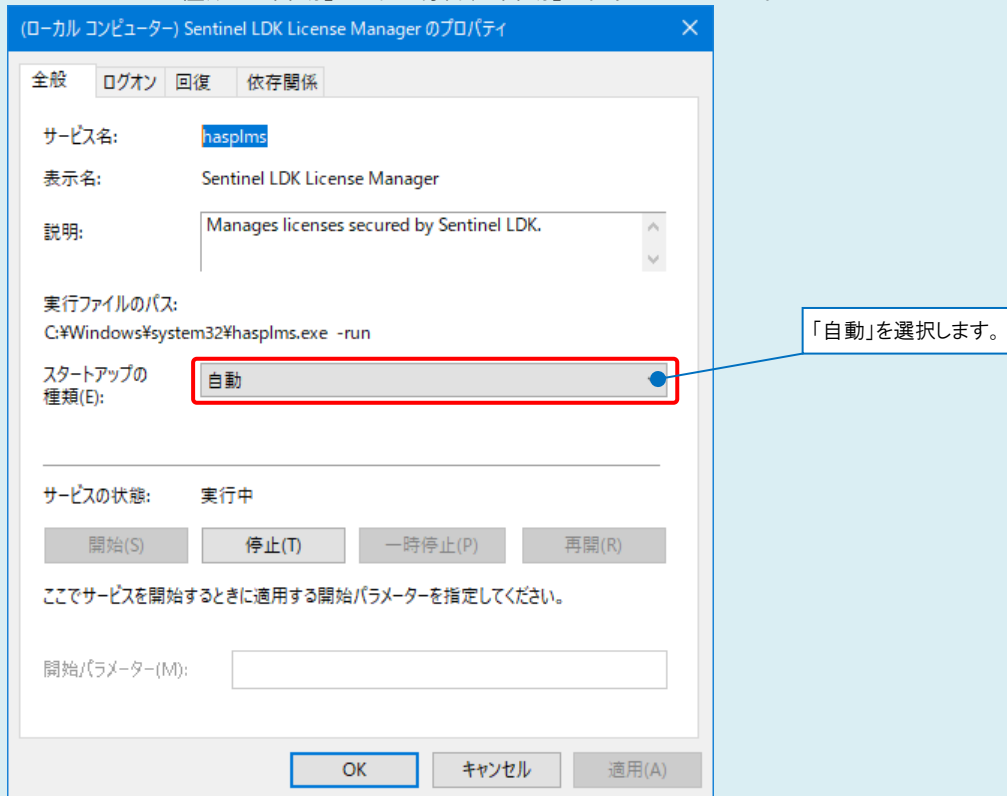 (ローカル コンピューター) Sentinel LDK License Manager のプロパティ
全般 ログオン 回復 依存関係
サービス名: hasplms
表示名: Sentinel LDK License Manager
説明: Manages licenses secured by Sentinel LDK.
実行ファイルのパス:
C:¥Windows¥system32¥hasplms.exe -run
「自動」を選択します。
スタートアップの
種類(E):
自動
サービスの状態: 実行中
開始(S) 停止(T) 一時停止(P) 再開(R)
ここでサービスを開始するときに適用する開始パラメーターを指定してください。
開始パラメーター(M):
OK キャンセル 適用(A)